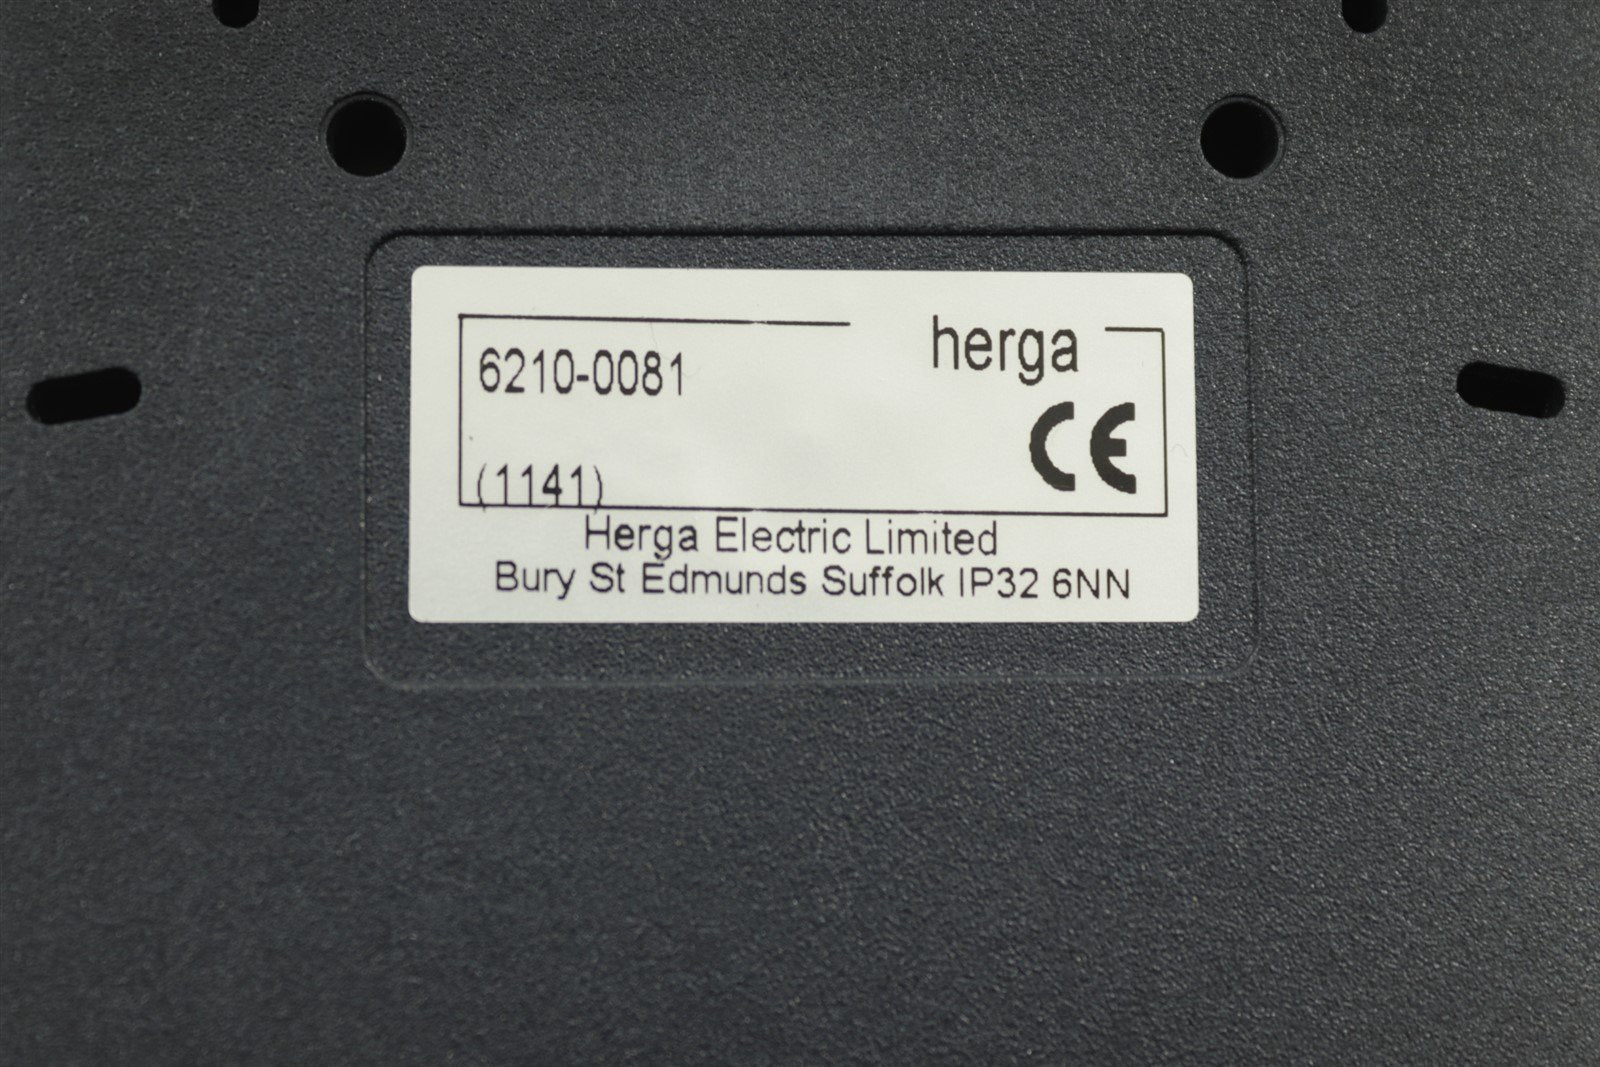 herga
6210-0081
CE
(1141)
Herga Electric Limited
Bury St Edmunds Suffolk IP32 6NN